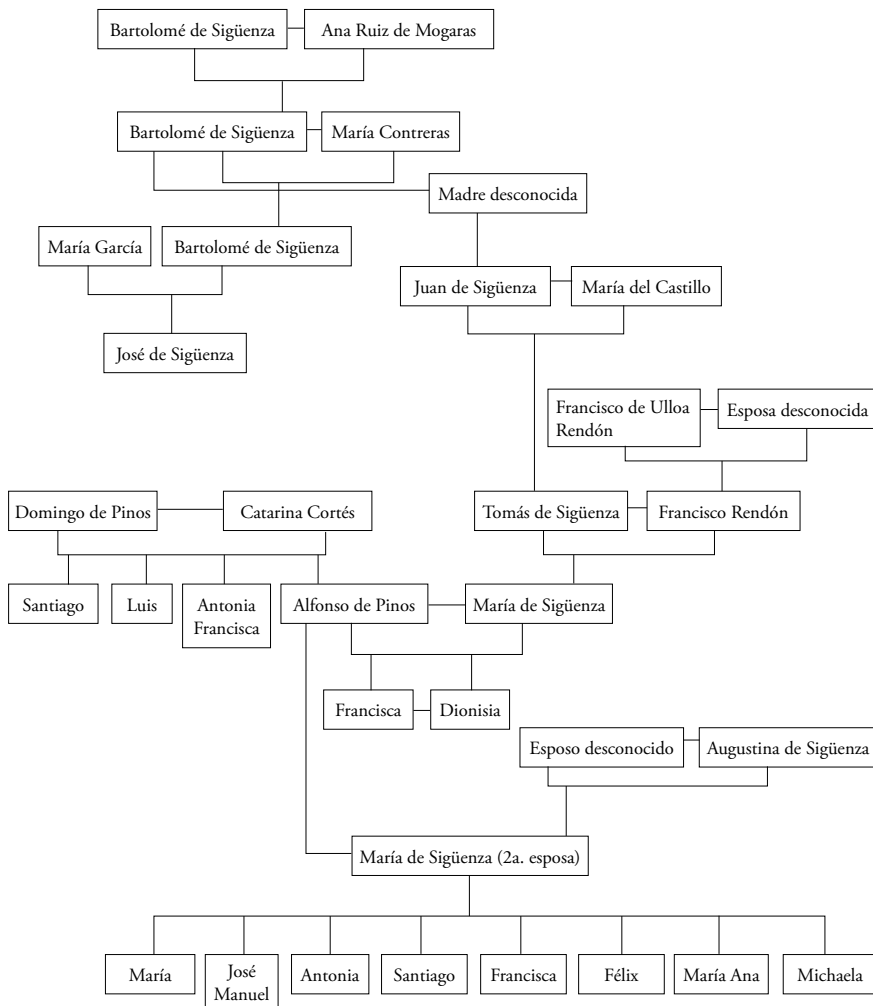 Bartolomé de Sigüenza
Ana Ruiz de Mogaras
Bartolomé de Sigüenza
María Contreras
Madre desconocida
María García
Bartolomé de Sigüenza
Juan de Sigüenza
María del Castillo
José de Sigüenza
Francisco de Ulloa
Rendón
Esposa desconocida
Domingo de Pinos
Catarina Cortés
Tomás de Sigüenza
Francisco Rendón
Santiago
Luis
Antonia
Francisca
Alfonso de Pinos
María de Sigüenza
Francisca
Dionisia
Esposo desconocido
Augustina de Sigüenza
María de Sigüenza (2a. esposa)
María
José
Manuel
Antonia
Santiago
Francisca
Félix
María Ana
Michaela